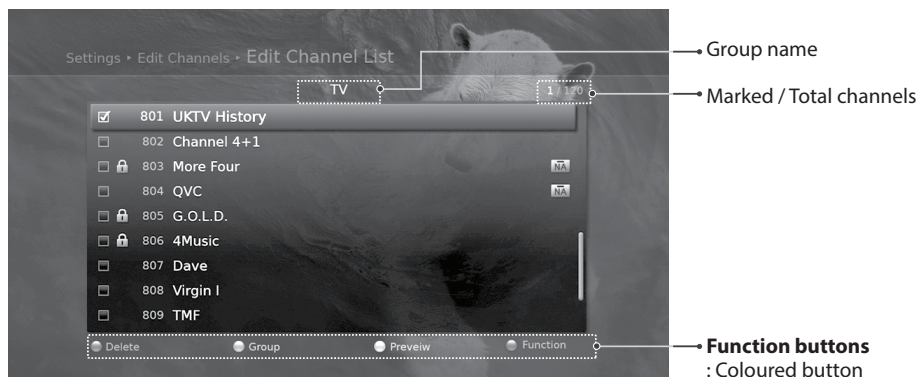 Settings ▸ Edit Channels ▸ Edit Channel List
Group name
TV
1 / 120
Marked / Total channels
801 UKTV History
802 Channel 4+1
803 More Four NA
804 QVC NA
805 G.O.L.D.
806 4Music
807 Dave
808 Virgin I
809 TMF
Delete Group Preveiw Function
Function buttons
: Coloured button